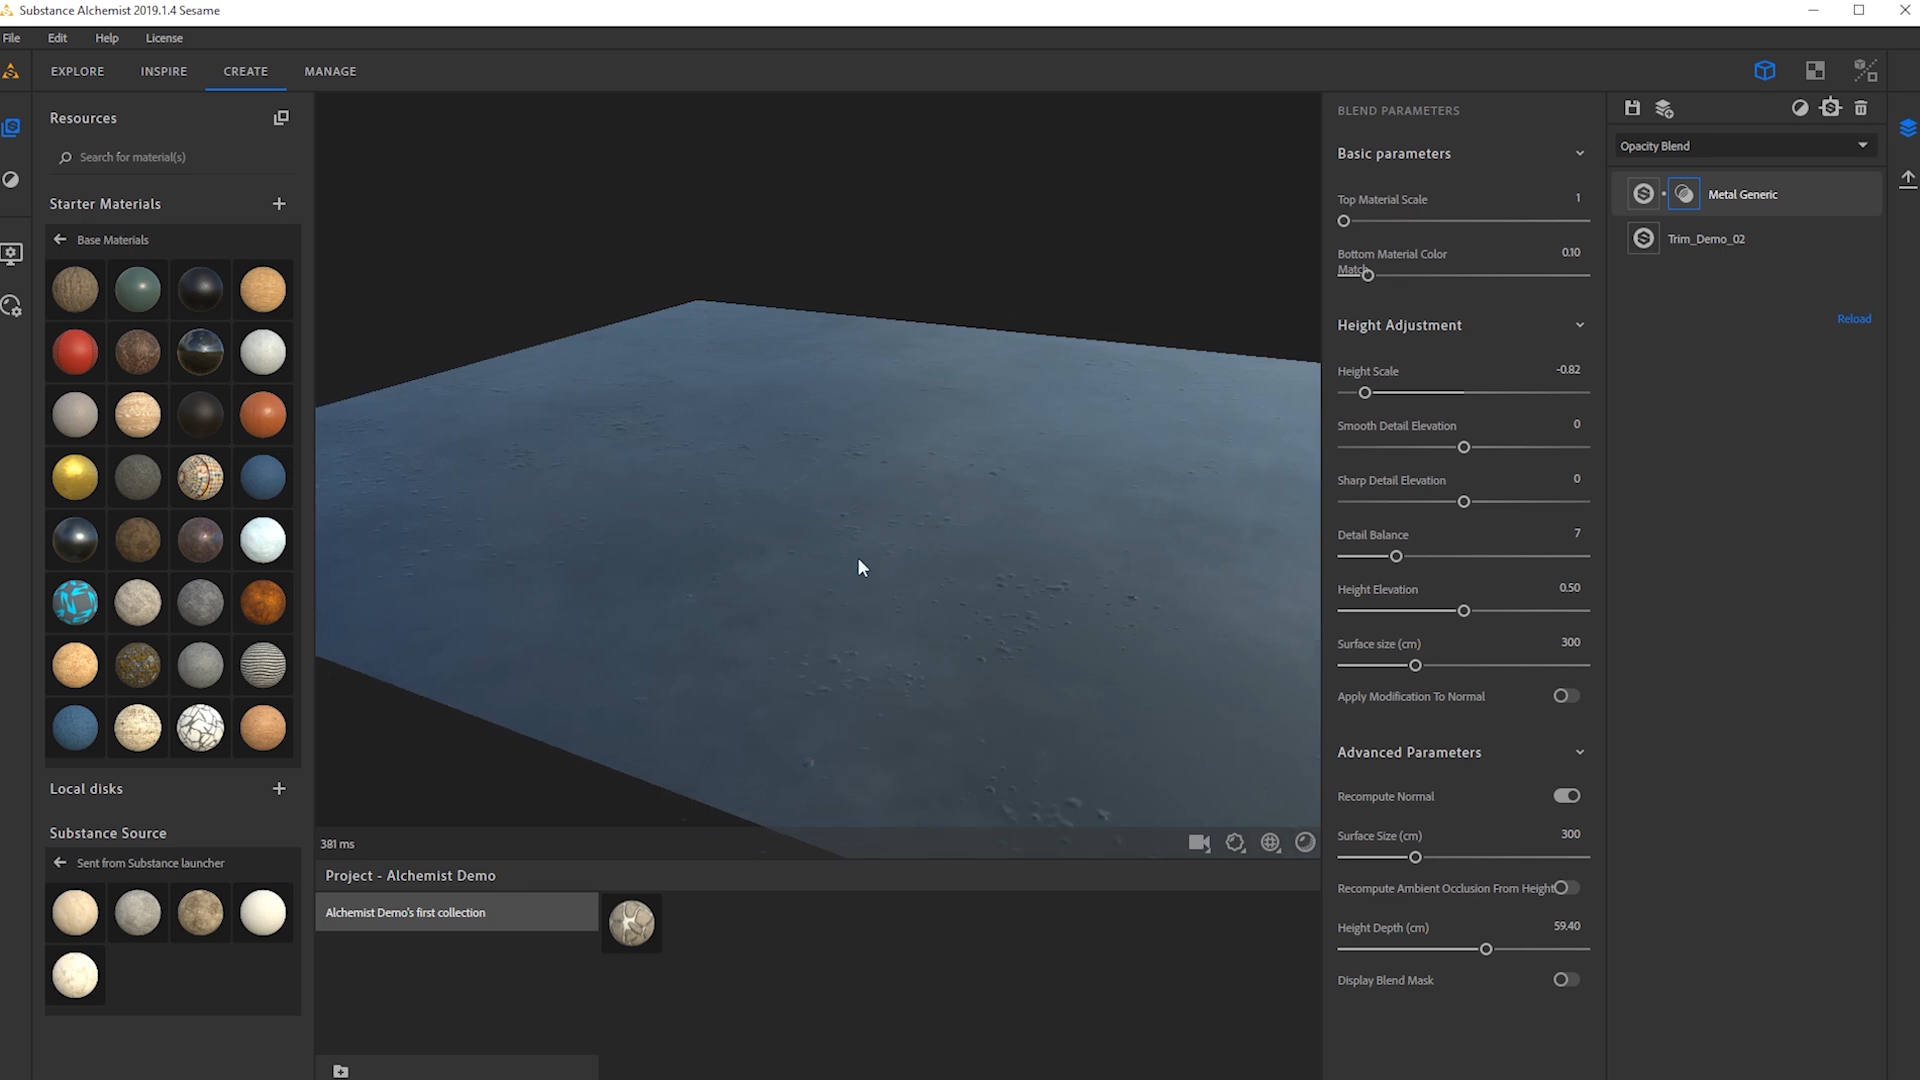 Substance Alchemist 2019.1.4 Sesame
File Edit Help License
EXPLORE INSPIRE CREATE MANAGE
Resources
Search for material(s)
Starter Materials
Base Materials
Local disks
Substance Source
Sent from Substance launcher
381 ms
Project - Alchemist Demo
Alchemist Demo's first collection
BLEND PARAMETERS
Basic parameters
Top Material Scale 1
Bottom Material Color 0.10
Match
Height Adjustment
Height Scale -0.82
Smooth Detail Elevation 0
Sharp Detail Elevation 0
Detail Balance 7
Height Elevation 0.50
Surface size (cm) 300
Apply Modification To Normal
Advanced Parameters
Recompute Normal
Surface Size (cm) 300
Recompute Ambient Occlusion From Height
Height Depth (cm) 59.40
Display Blend Mask
Opacity Blend
Metal Generic
Trim_Demo_02
Reload